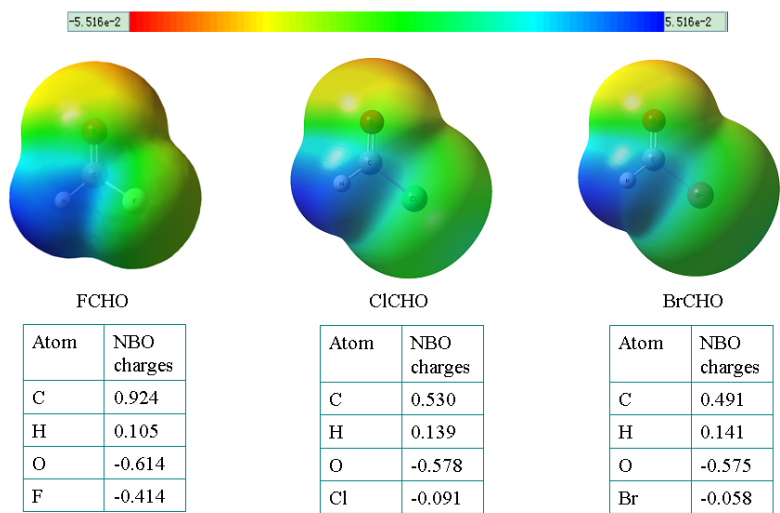 -5.516e-2 5.516e-2
FCHO ClCHO BrCHO
Atom NBO charges
C 0.924
H 0.105
O -0.614
F -0.414
Atom NBO charges
C 0.530
H 0.139
O -0.578
Cl -0.091
Atom NBO charges
C 0.491
H 0.141
O -0.575
Br -0.058